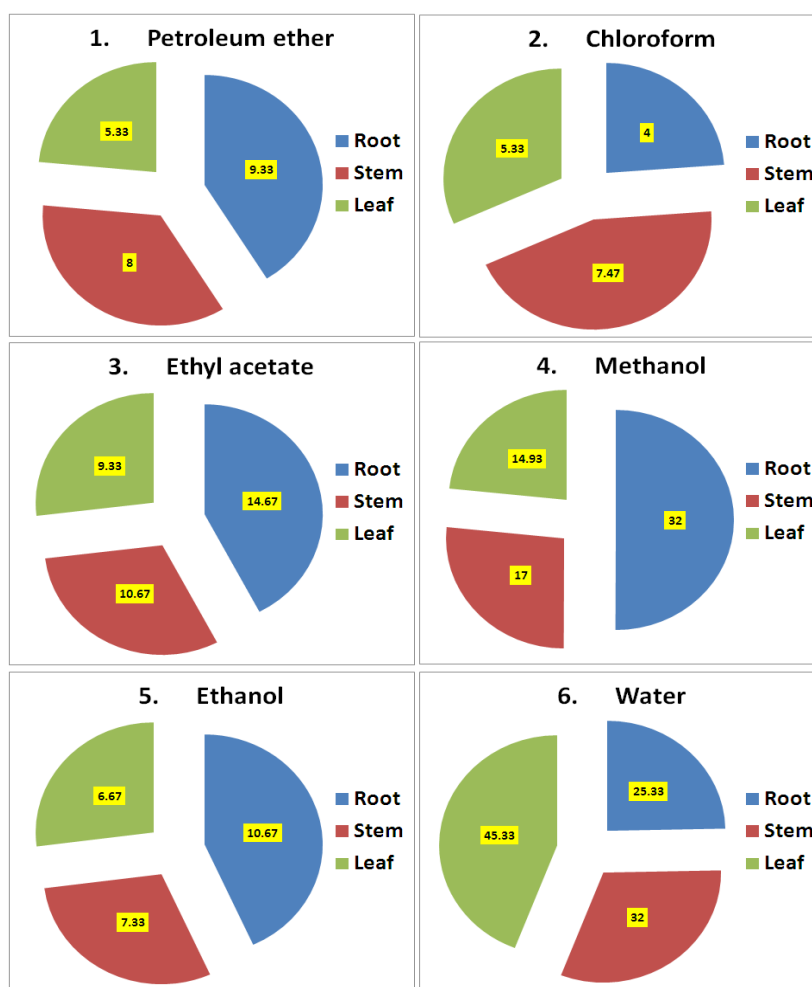 1. Petroleum ether
5.33
9.33
8
Root
Stem
Leaf
2. Chloroform
4
5.33
7.47
Root
Stem
Leaf
3. Ethyl acetate
9.33
14.67
10.67
Root
Stem
Leaf
4. Methanol
14.93
32
17
Root
Stem
Leaf
5. Ethanol
6.67
10.67
7.33
Root
Stem
Leaf
6. Water
25.33
45.33
32
Root
Stem
Leaf